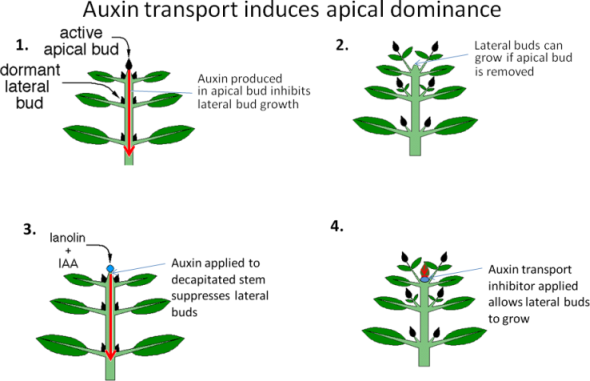 Auxin transport induces apical dominance
1.
active
apical bud
dormant
lateral
bud
Auxin produced
in apical bud inhibits
lateral bud growth
2.
Lateral buds can
grow if apical bud
is removed
3.
lanolin
+
IAA
Auxin applied to
decapitated stem
suppresses lateral
buds
4.
Auxin transport
inhibitor applied
allows lateral buds
to grow